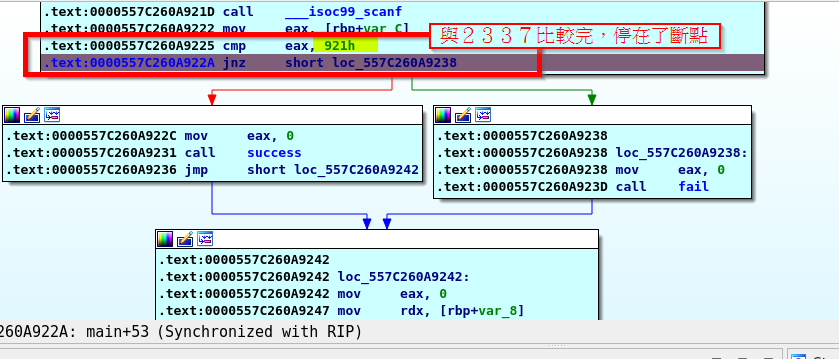 .text:0000557C260A921D call    ___isoc99_scanf
.text:0000557C260A9222 mov     eax, [rbp+var_C]
.text:0000557C260A9225 cmp     eax, 921h
與２３３７比較完，停在了斷點
.text:0000557C260A922A jnz     short loc_557C260A9238
.text:0000557C260A922C mov     eax, 0
.text:0000557C260A9231 call    success
.text:0000557C260A9236 jmp     short loc_557C260A9242
.text:0000557C260A9238
.text:0000557C260A9238 loc_557C260A9238:
.text:0000557C260A9238 mov     eax, 0
.text:0000557C260A923D call    fail
.text:0000557C260A9242
.text:0000557C260A9242 loc_557C260A9242:
.text:0000557C260A9242 mov     eax, 0
.text:0000557C260A9247 mov     rdx, [rbp+var_8]
260A922A: main+53 (Synchronized with RIP)